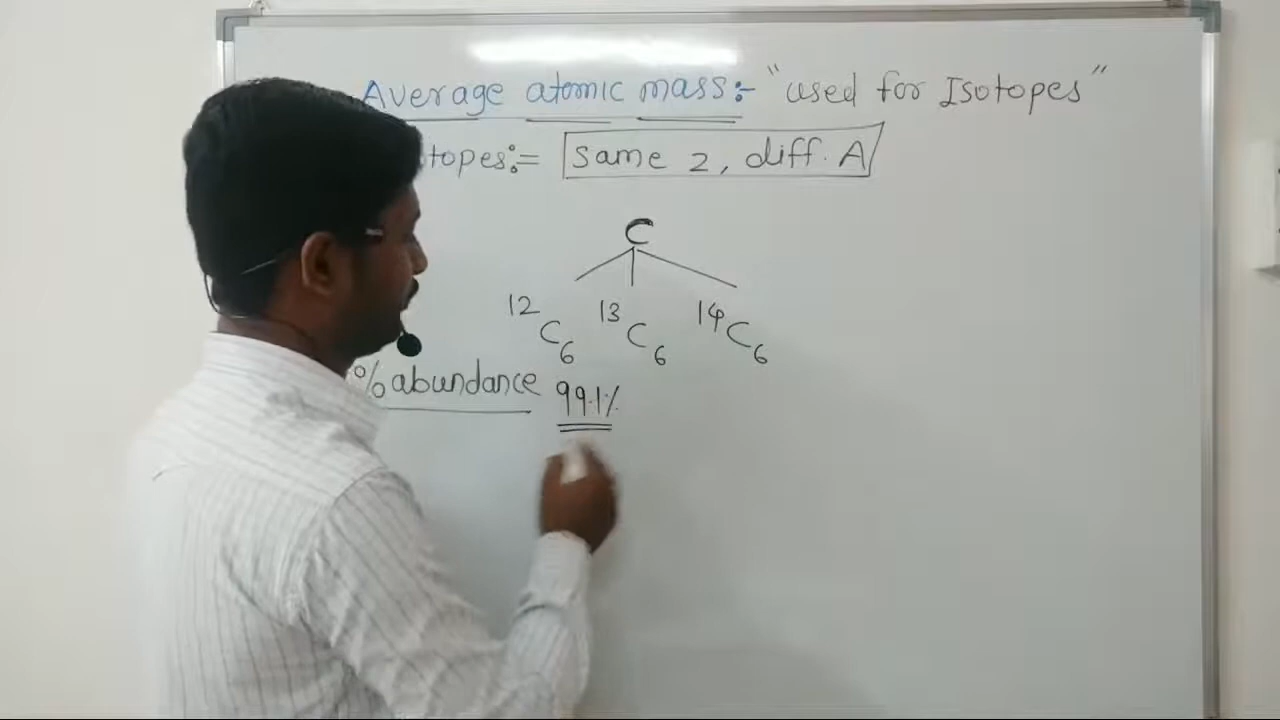 Average atomic mass:- "used for Isotopes"
topes:= same z, diff. A
C
12 C 6 13 C 6 14 C 6
% abundance 99.1%